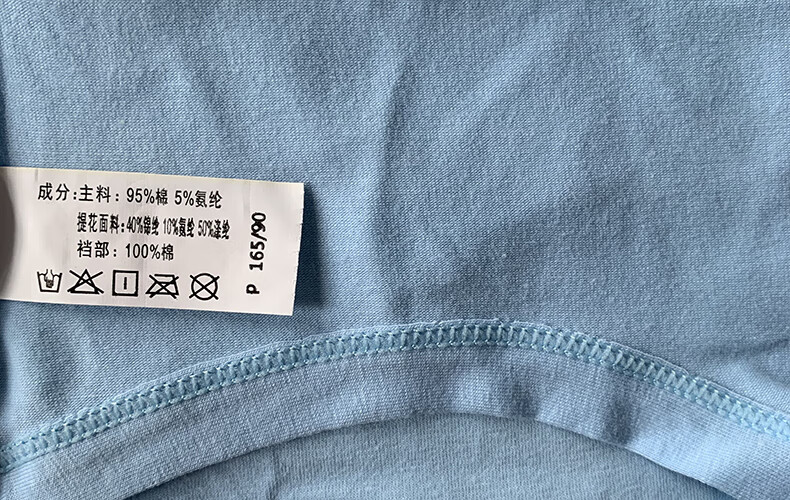 成分:主料: 95%棉 5%氨纶
提花面料:40%锦纶 10%氨纶 50%涤纶
裆部: 100%棉
P 165/90